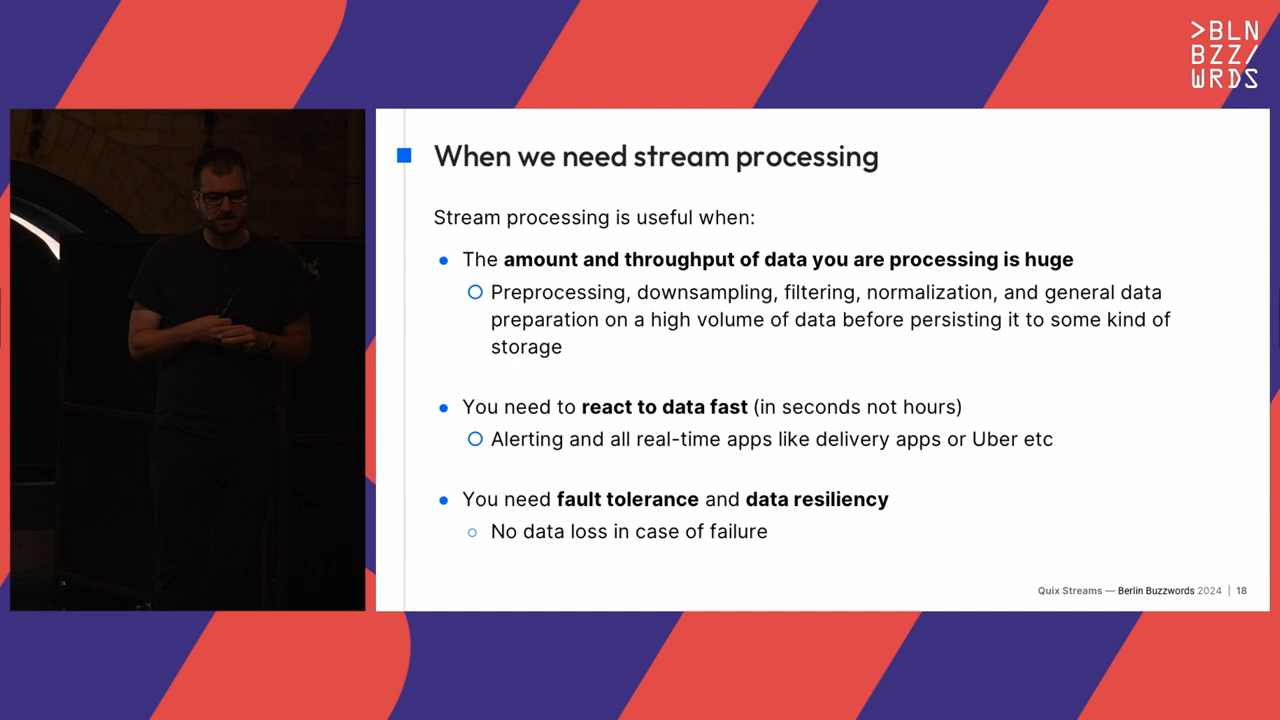 >BLN
BZZ/
WRDS
When we need stream processing
Stream processing is useful when:
The amount and throughput of data you are processing is huge
Preprocessing, downsampling, filtering, normalization, and general data
preparation on a high volume of data before persisting it to some kind of
storage
You need to react to data fast (in seconds not hours)
Alerting and all real-time apps like delivery apps or Uber etc
You need fault tolerance and data resiliency
No data loss in case of failure
Quix Streams — Berlin Buzzwords 2024 | 18